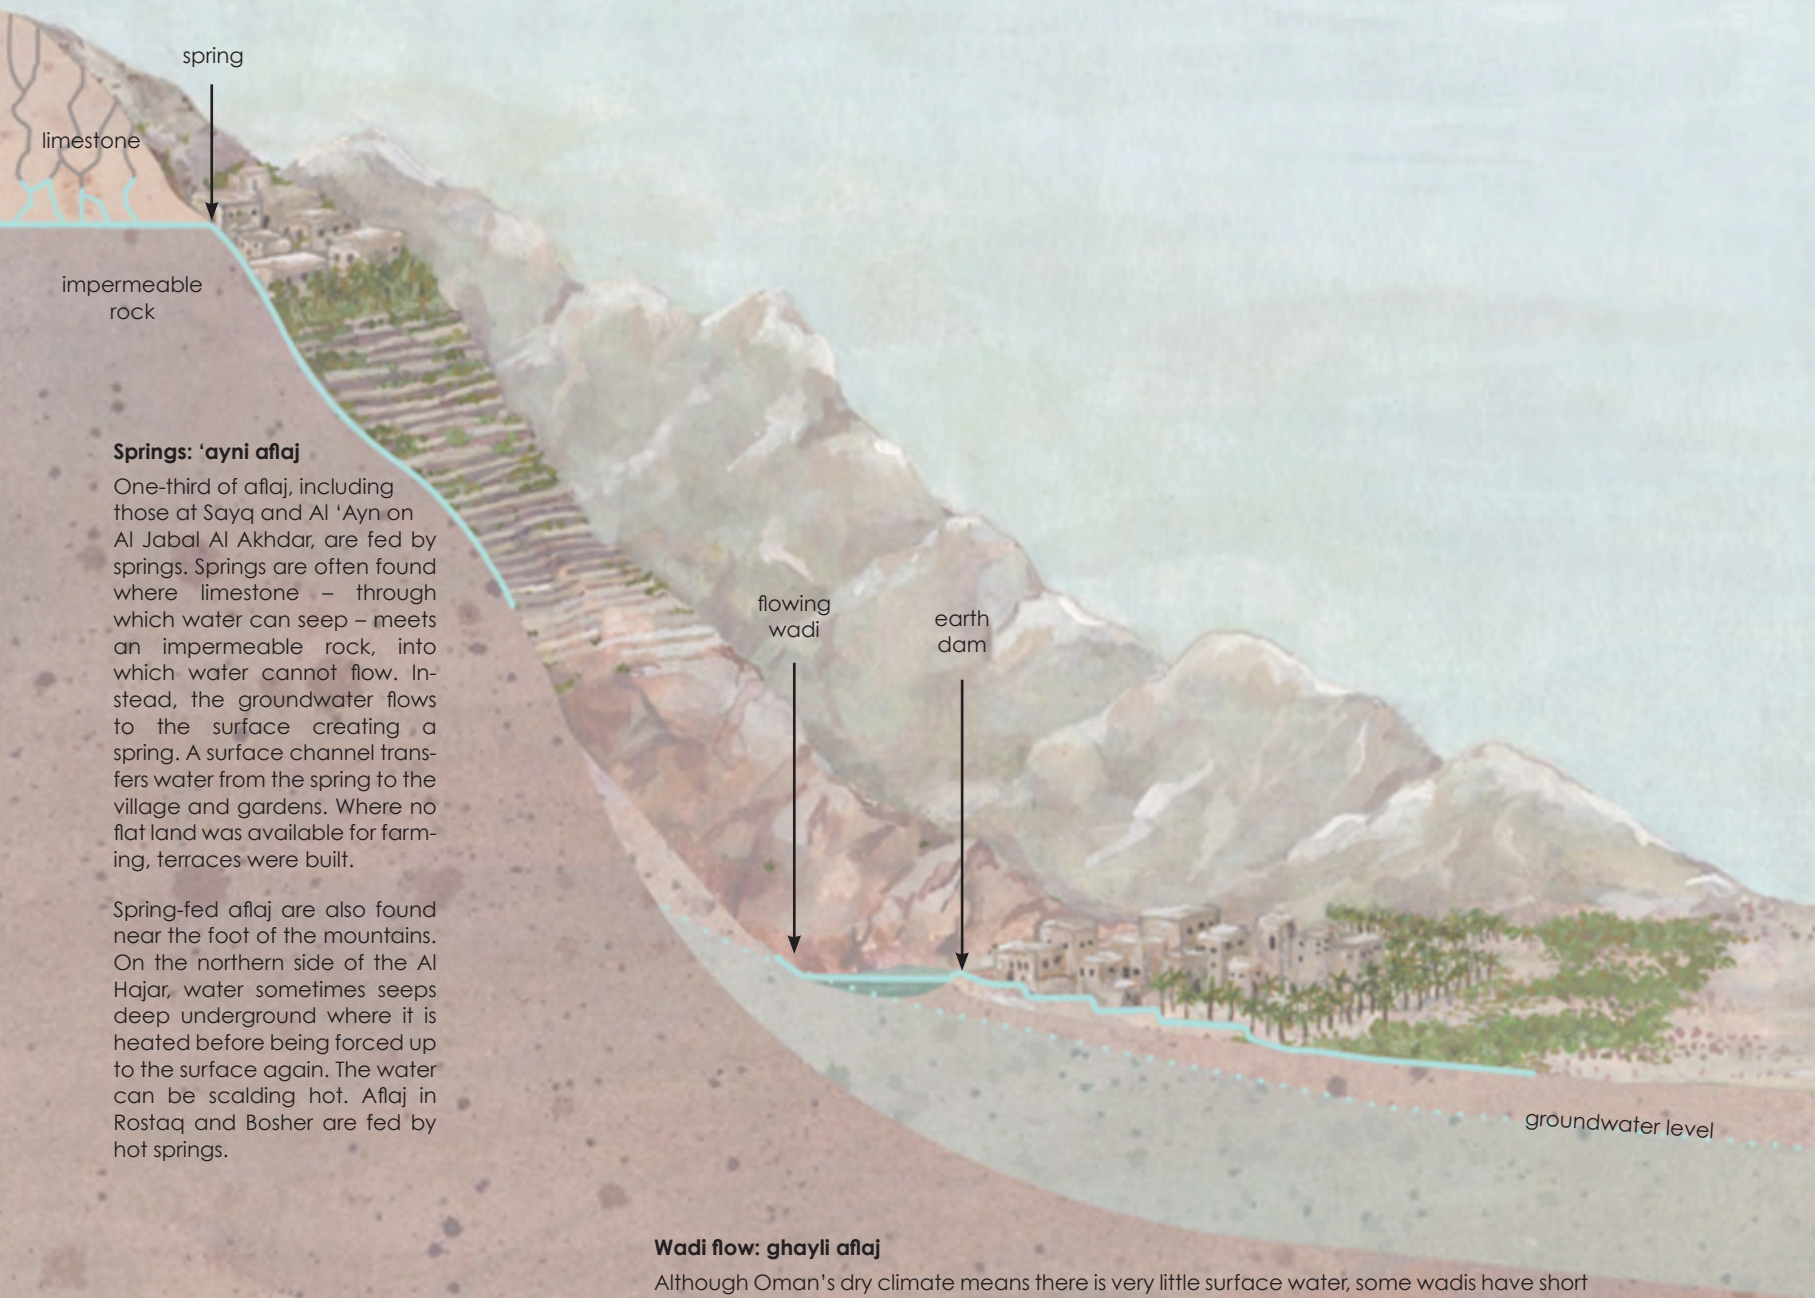 spring
limestone
impermeable
rock
Springs: ‘ayni aflaj
One-third of aflaj, including
those at Sayq and Al ‘Ayn on
Al Jabal Al Akhdar, are fed by
springs. Springs are often found
where limestone – through
which water can seep – meets
an impermeable rock, into
which water cannot flow. In-
stead, the groundwater flows
to the surface creating a
spring. A surface channel trans-
fers water from the spring to the
village and gardens. Where no
flat land was available for farm-
ing, terraces were built.
Spring-fed aflaj are also found
near the foot of the mountains.
On the northern side of the Al
Hajar, water sometimes seeps
deep underground where it is
heated before being forced up
to the surface again. The water
can be scalding hot. Aflaj in
Rostaq and Bosher are fed by
hot springs.
flowing
wadi
earth
dam
groundwater level
Wadi flow: ghayli aflaj
Although Oman’s dry climate means there is very little surface water, some wadis have short